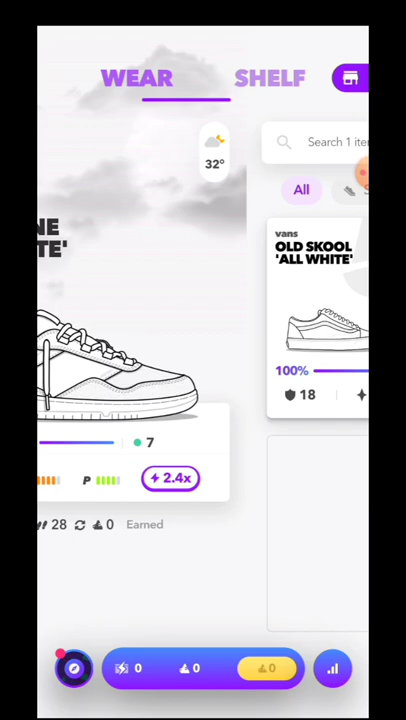 WEAR SHELF
32°
Search 1 ite
All
NE
TE'
vans
OLD SKOOL
'ALL WHITE'
100%
18
7
P
2.4x
28 0 Earned
0 0 0